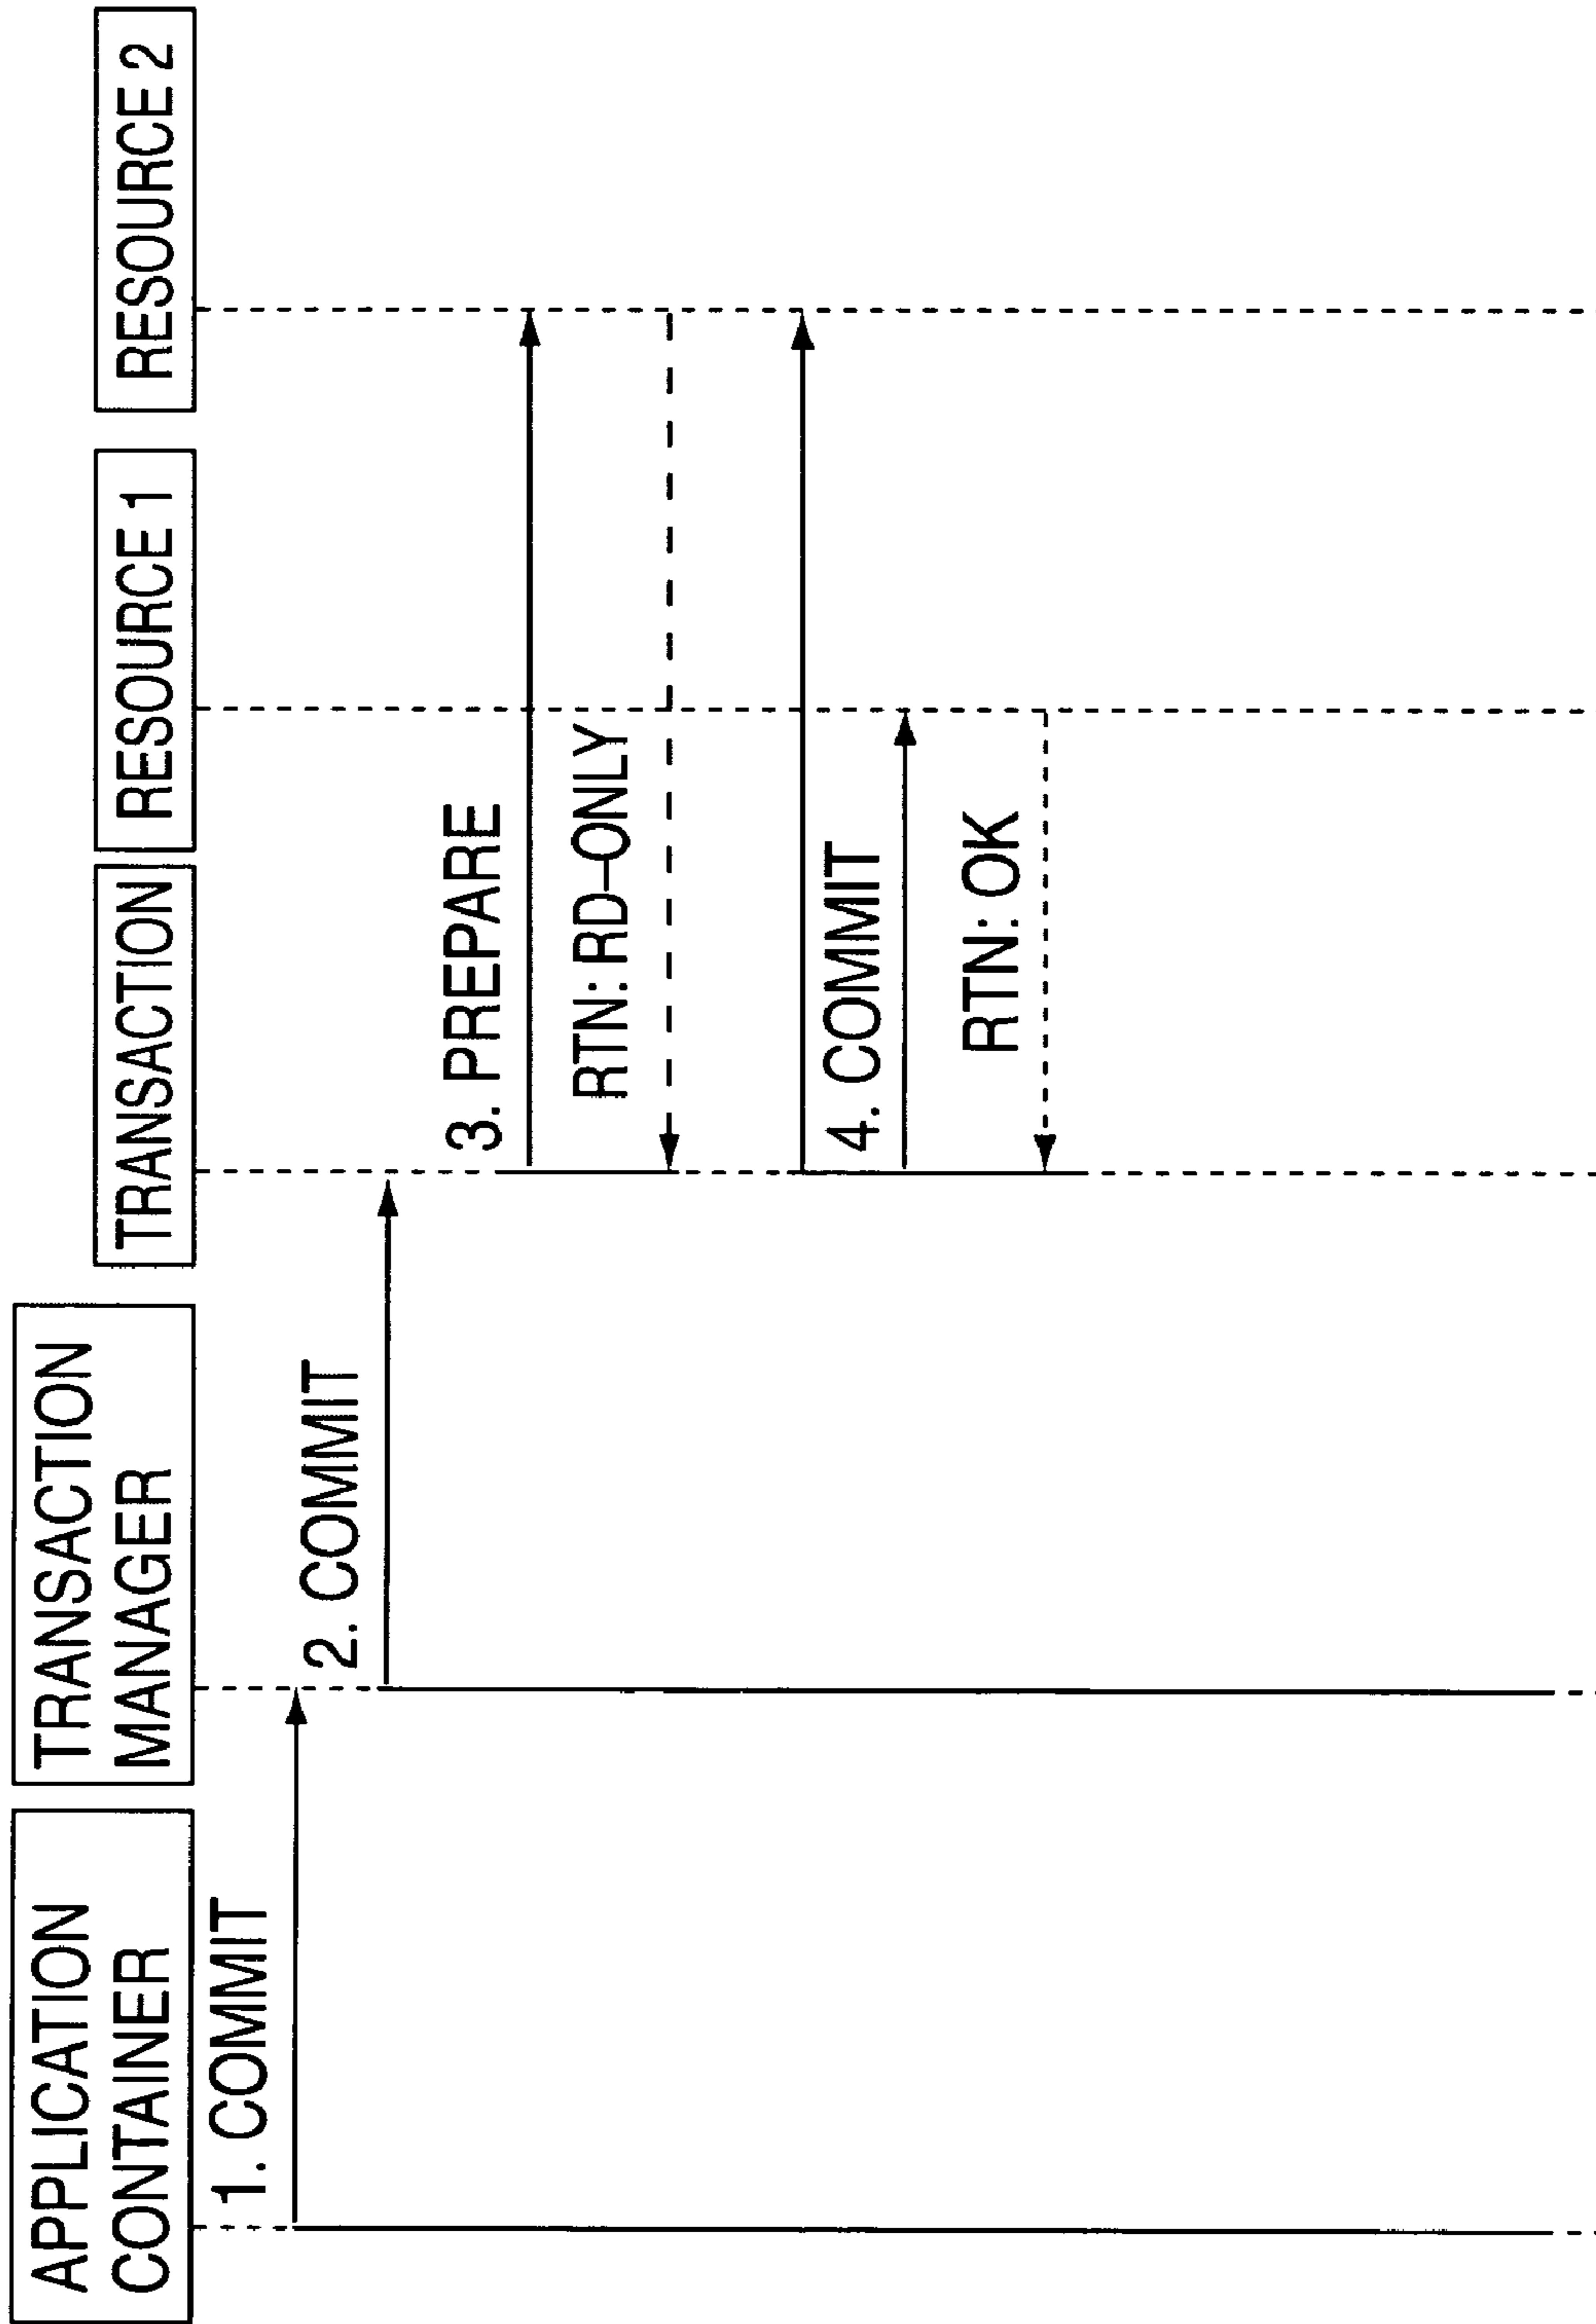 APPLICATION
CONTAINER
TRANSACTION
MANAGER
TRANSACTION
RESOURCE 1
RESOURCE 2
1. COMMIT
2. COMMIT
3. PREPARE
RTN: RD–ONLY
4. COMMIT
RTN: OK